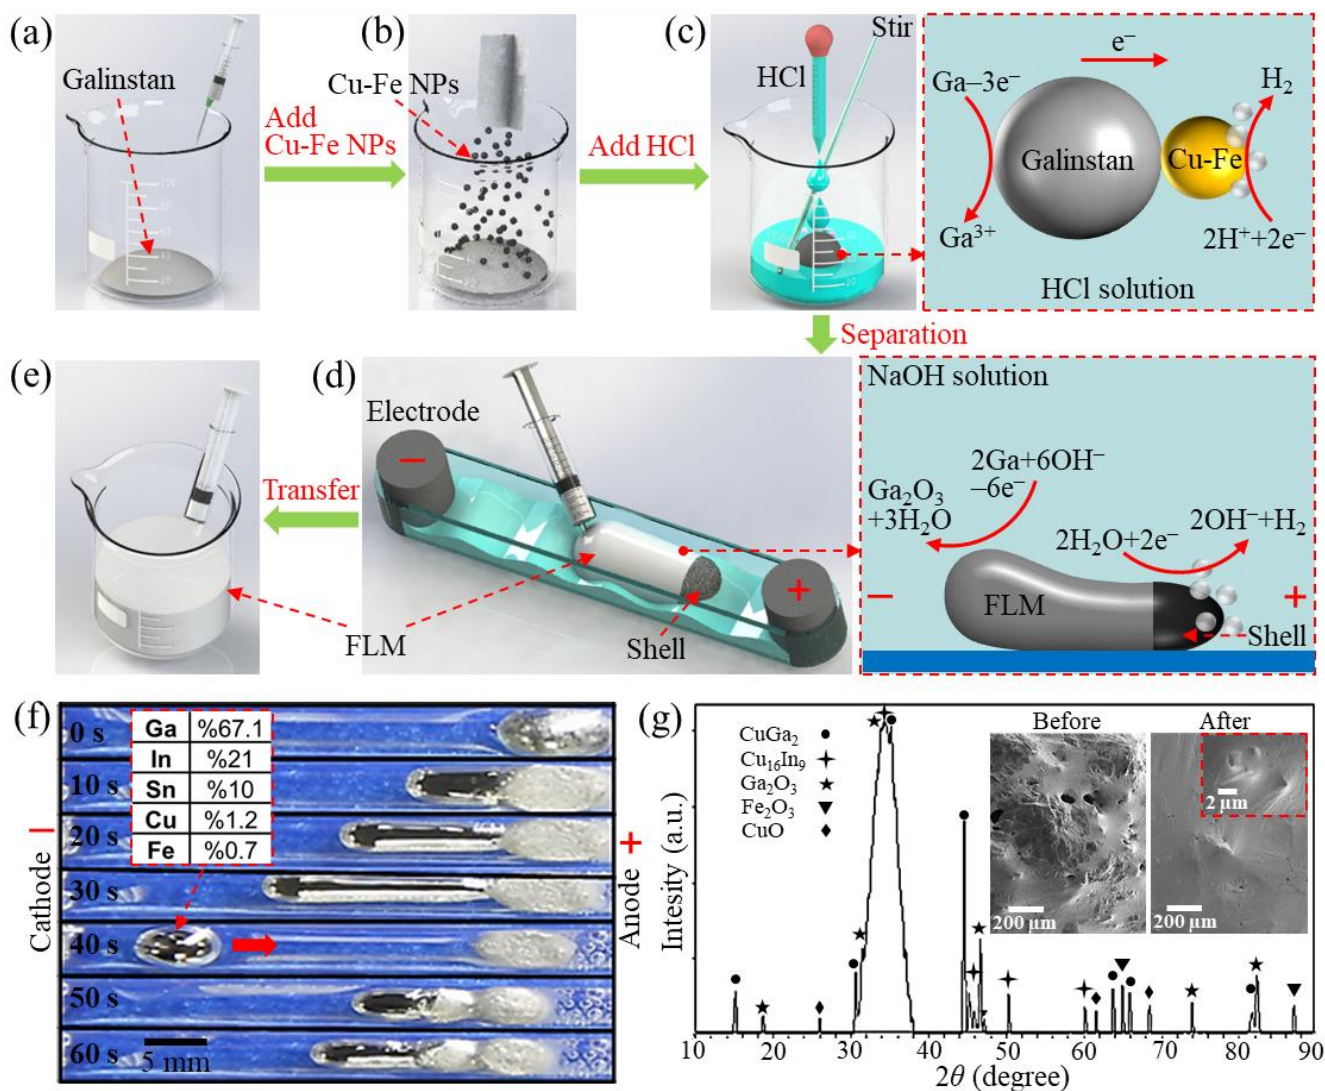 (a)
Galinstan
Add
Cu-Fe NPs
(b)
Cu-Fe NPs
Add HCl
(c)
Stir
HCl
e⁻
Ga–3e⁻
H₂
Galinstan
Cu-Fe
Ga³⁺
2H⁺+2e⁻
HCl solution
Separation
(e)
Transfer
(d)
Electrode
−
+
FLM
Shell
NaOH solution
2Ga+6OH⁻
–6e⁻
Ga₂O₃
+3H₂O
2H₂O+2e⁻
2OH⁻+H₂
−
FLM
+
Shell
(f)
0 s
10 s
20 s
30 s
40 s
50 s
60 s
Ga %67.1
In %21
Sn %10
Cu %1.2
Fe %0.7
Cathode −
Anode +
5 mm
(g)
Intesity (a.u.)
CuGa₂
Cu₁₆In₉
Ga₂O₃
Fe₂O₃
CuO
Before
After
2 µm
200 µm
200 µm
10 20 30 40 50 60 70 80 90
2θ (degree)